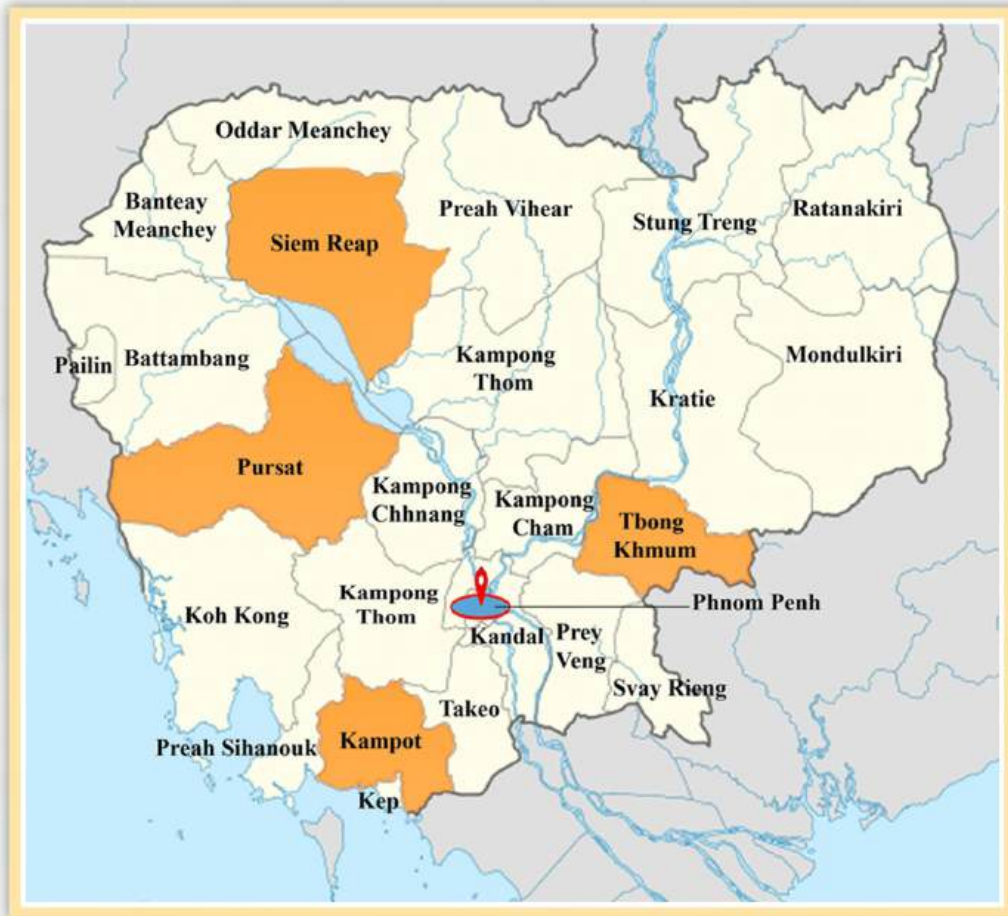 Oddar Meanchey
Banteay
Meanchey
Siem Reap
Preah Vihear
Stung Treng
Ratanakiri
Pailin
Battambang
Kampong
Thom
Mondulkiri
Kratie
Pursat
Kampong
Chhnang
Kampong
Cham
Tbong
Khmum
Koh Kong
Kampong
Thom
Phnom Penh
Kandal
Prey
Veng
Svay Rieng
Takeo
Preah Sihanouk
Kampot
Kep